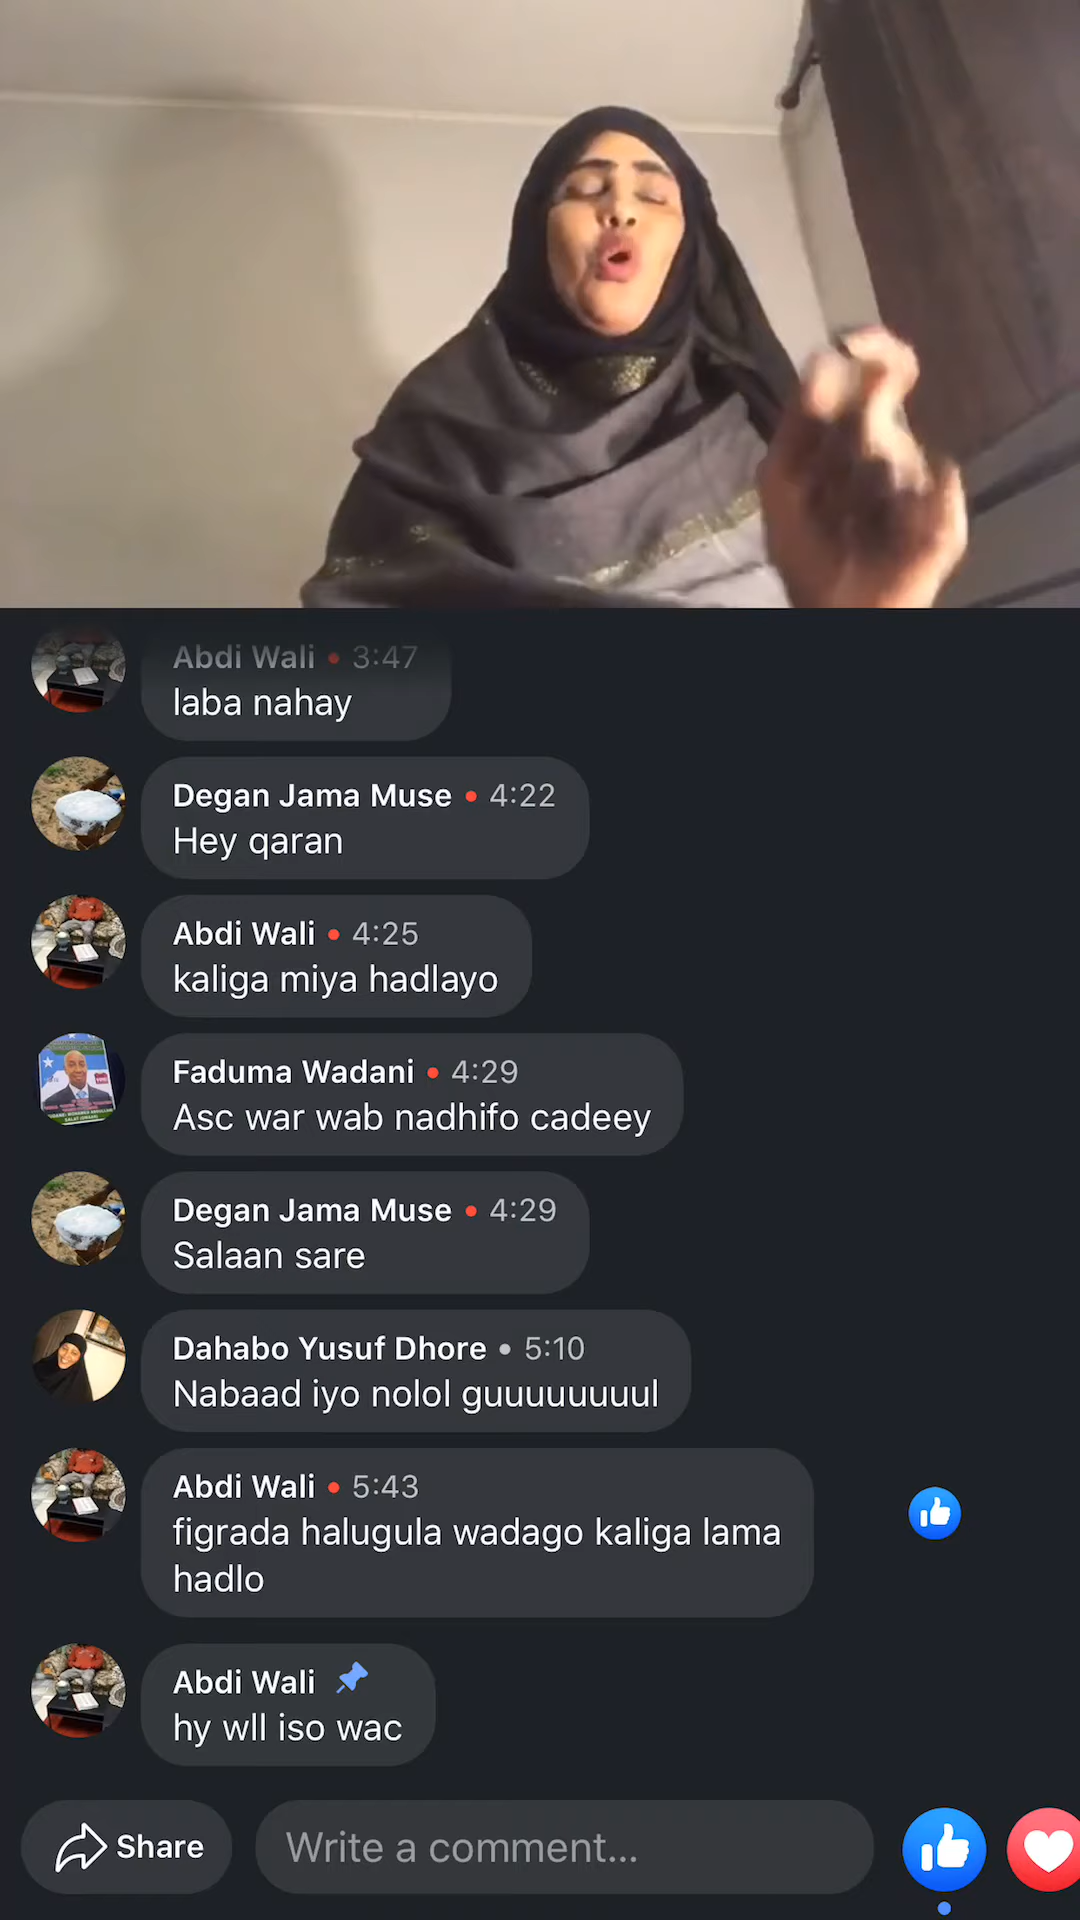 Abdi Wali • 3:47
laba nahay
Degan Jama Muse • 4:22
Hey qaran
Abdi Wali • 4:25
kaliga miya hadlayo
Faduma Wadani • 4:29
Asc war wab nadhifo cadeey
Degan Jama Muse • 4:29
Salaan sare
Dahabo Yusuf Dhore • 5:10
Nabaad iyo nolol guuuuuuuul
Abdi Wali • 5:43
figrada halugula wadago kaliga lama
hadlo
Abdi Wali
hy wll iso wac
Share
Write a comment...